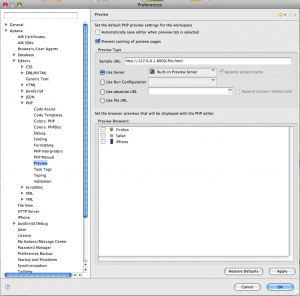 Preferences
Preview
General
Aptana
AIR Certificates
AIR SDKs
Browsers/User Agents
Database
Editors
CSS
ERB/RHTML
Generic Text
HTML
JavaScript
JSON
PHP
Code Assist
Code Templates
Colors: PHP
Colors: PHPDoc
Debug
Folding
Formatting
PHP Interpreters
PHP Manual
Preview
Task Tags
Typing
Validation
ScriptDoc
XML
YML
File View
HTTP Server
iPhone
JavaScript Debug
Jaxer
License
My Aptana/Message Center
Password Manager
Preferences Backup
Startup and Shutdown
Synchronization
TailView
Set the default PHP preview settings for the workspace
Automatically save editor when preview tab is selected
Prevent caching of preview pages
Preview Type
Sample URL: http://127.0.0.1:8000/file.html
Use Server
Built-in Preview Server
Append project name
Use Run Configuration
Use absolute URL
Append project relative path
Use file URL
Set the browser previews that will be displayed with the PHP editor.
Preview Browsers:
Firefox
Safari
iPhone
Restore Defaults
Apply
?
Cancel
OK